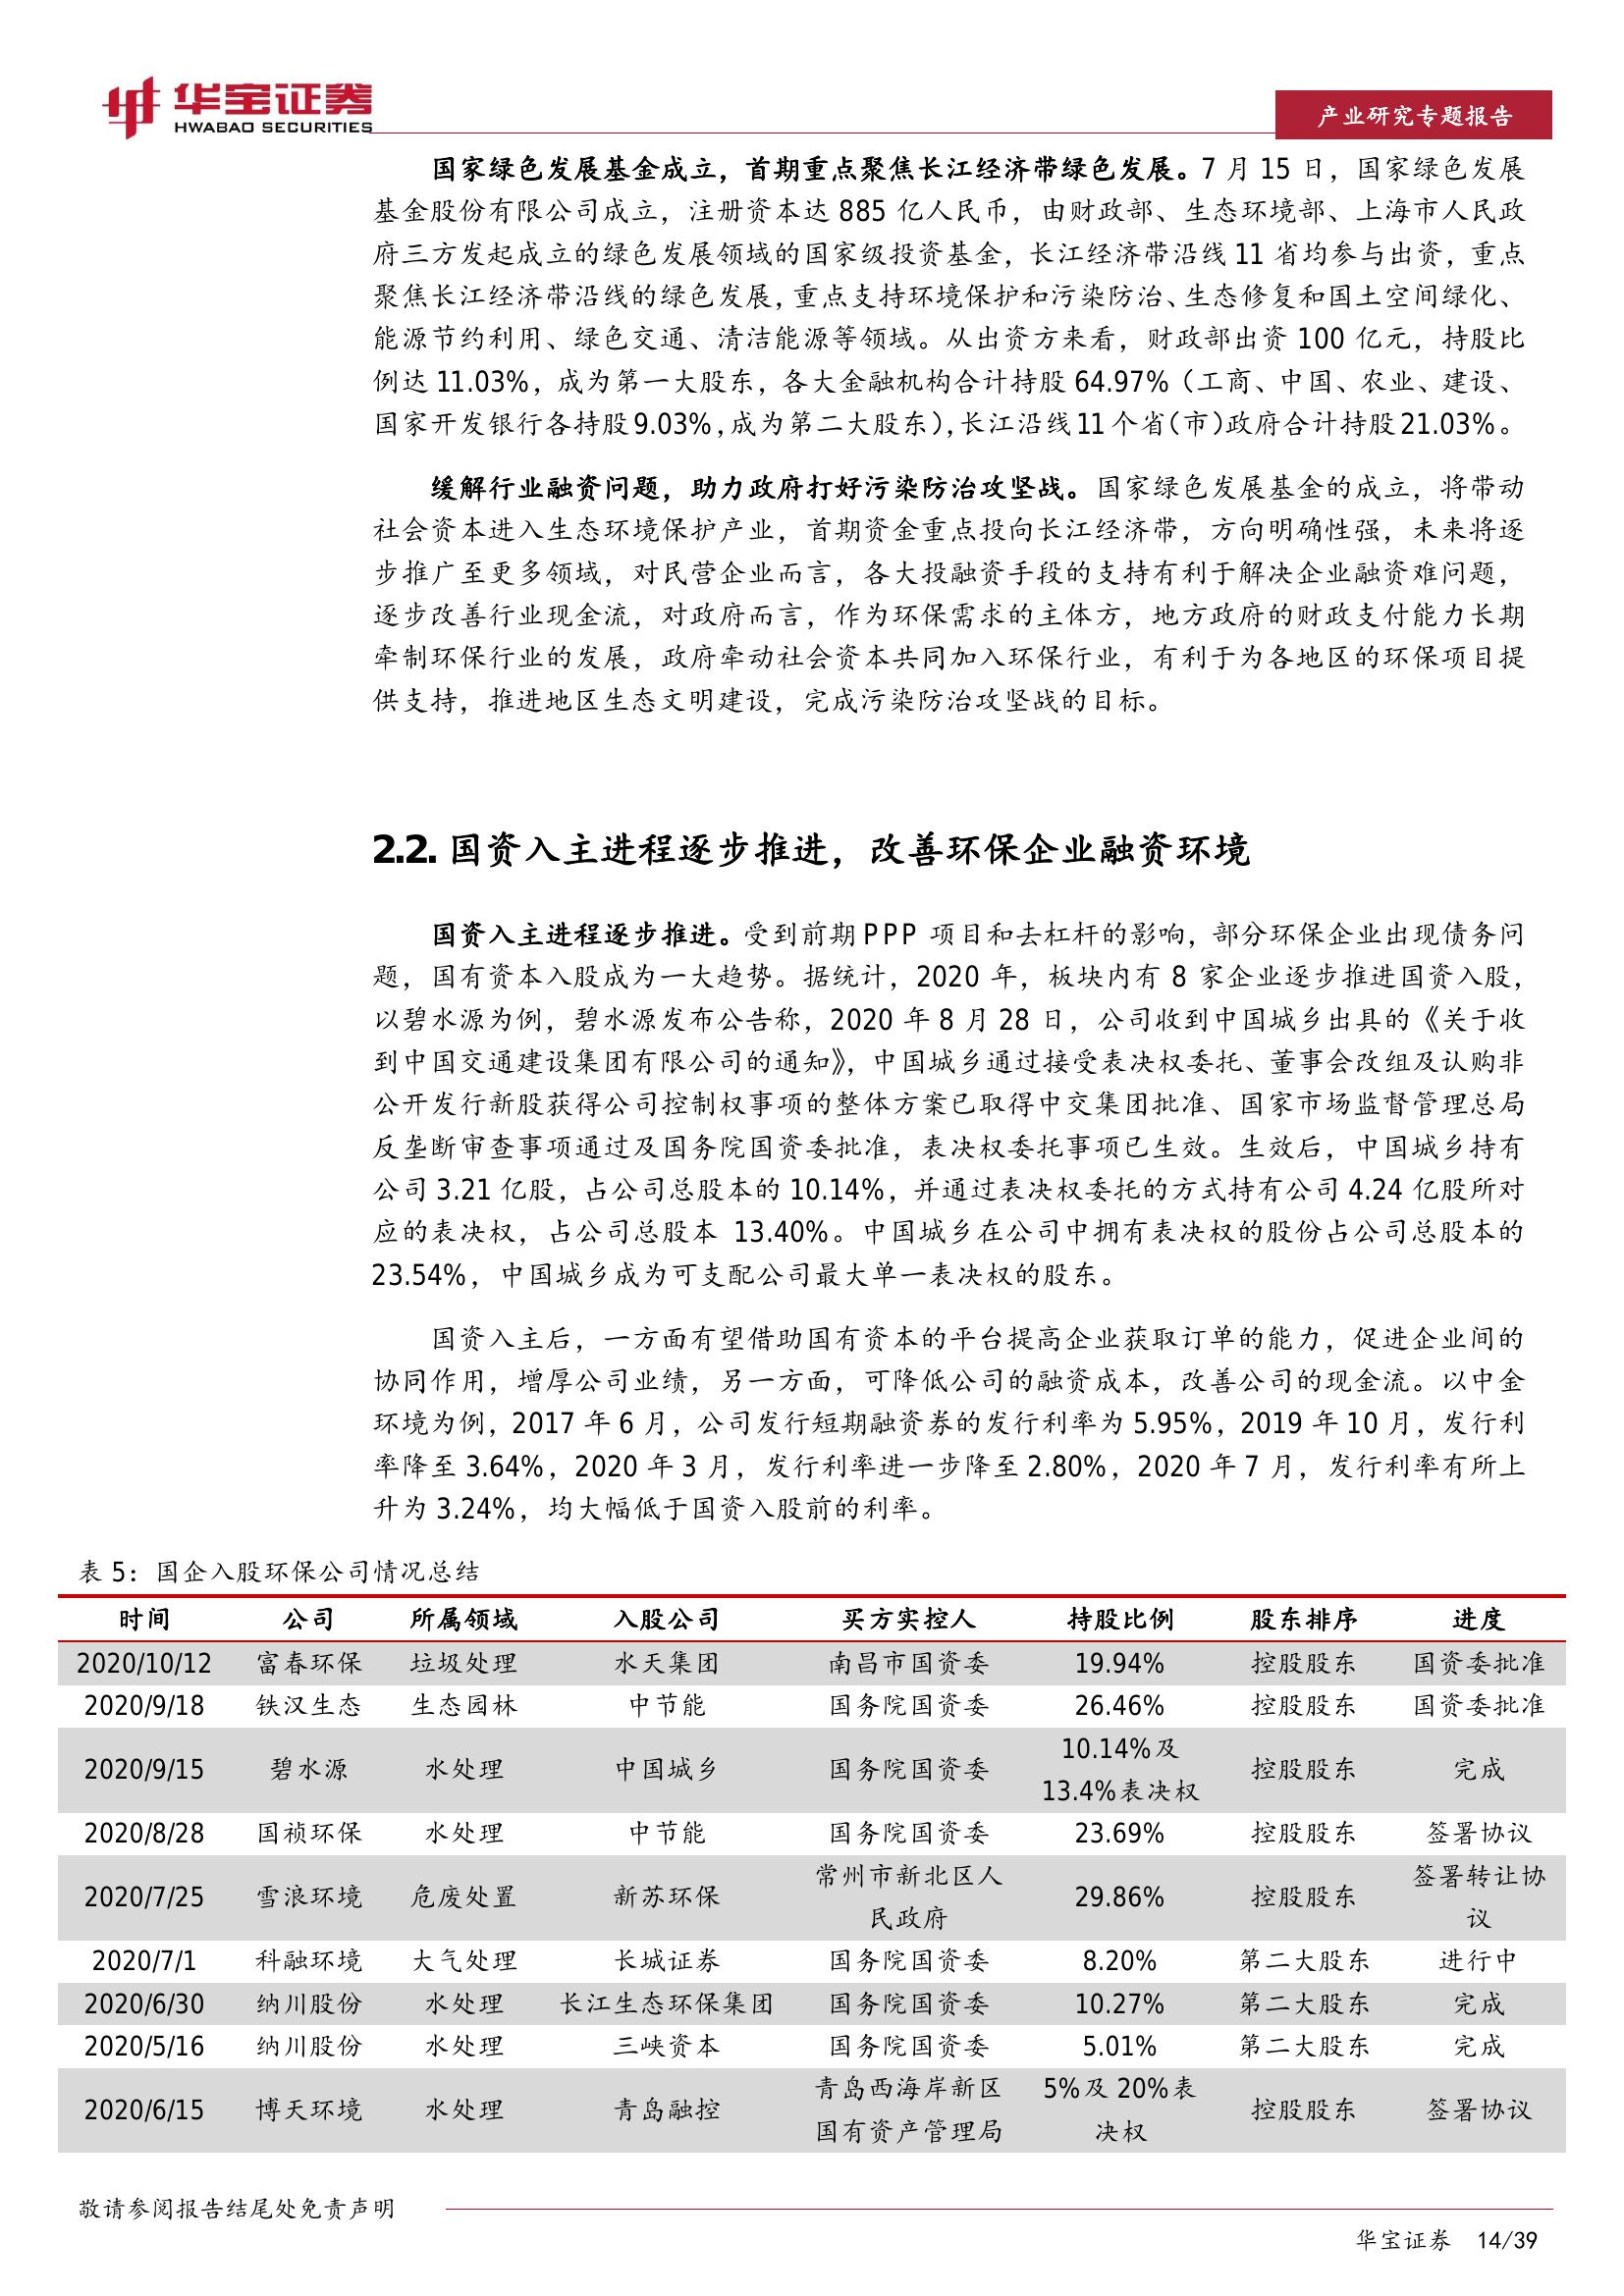 华宝证券
HWABAO SECURITIES
产业研究专题报告
国家绿色发展基金成立，首期重点聚焦长江经济带绿色发展。7 月 15 日，国家绿色发展
基金股份有限公司成立，注册资本达 885 亿人民币，由财政部、生态环境部、上海市人民政
府三方发起成立的绿色发展领域的国家级投资基金，长江经济带沿线 11 省均参与出资，重点
聚焦长江经济带沿线的绿色发展，重点支持环境保护和污染防治、生态修复和国土空间绿化、
能源节约利用、绿色交通、清洁能源等领域。从出资方来看，财政部出资 100 亿元，持股比
例达 11.03%，成为第一大股东，各大金融机构合计持股 64.97%（工商、中国、农业、建设、
国家开发银行各持股 9.03%，成为第二大股东），长江沿线 11 个省（市）政府合计持股 21.03%。
缓解行业融资问题，助力政府打好污染防治攻坚战。国家绿色发展基金的成立，将带动
社会资本进入生态环境保护产业，首期资金重点投向长江经济带，方向明确性强，未来将逐
步推广至更多领域，对民营企业而言，各大投融资手段的支持有利于解决企业融资难问题，
逐步改善行业现金流，对政府而言，作为环保需求的主体方，地方政府的财政支付能力长期
牵制环保行业的发展，政府牵动社会资本共同加入环保行业，有利于为各地区的环保项目提
供支持，推进地区生态文明建设，完成污染防治攻坚战的目标。
2.2. 国资入主进程逐步推进，改善环保企业融资环境
国资入主进程逐步推进。受到前期 PPP 项目和去杠杆的影响，部分环保企业出现债务问
题，国有资本入股成为一大趋势。据统计，2020 年，板块内有 8 家企业逐步推进国资入股，
以碧水源为例，碧水源发布公告称，2020 年 8 月 28 日，公司收到中国城乡出具的《关于收
到中国交通建设集团有限公司的通知》，中国城乡通过接受表决权委托、董事会改组及认购非
公开发行新股获得公司控制权事项的整体方案已取得中交集团批准、国家市场监督管理总局
反垄断审查事项通过及国务院国资委批准，表决权委托事项已生效。生效后，中国城乡持有
公司 3.21 亿股，占公司总股本的 10.14%，并通过表决权委托的方式持有公司 4.24 亿股所对
应的表决权，占公司总股本 13.40%。中国城乡在公司中拥有表决权的股份占公司总股本的
23.54%，中国城乡成为可支配公司最大单一表决权的股东。
国资入主后，一方面有望借助国有资本的平台提高企业获取订单的能力，促进企业间的
协同作用，增厚公司业绩，另一方面，可降低公司的融资成本，改善公司的现金流。以中金
环境为例，2017 年 6 月，公司发行短期融资券的发行利率为 5.95%，2019 年 10 月，发行利
率降至 3.64%，2020 年 3 月，发行利率进一步降至 2.80%，2020 年 7 月，发行利率有所上
升为 3.24%，均大幅低于国资入股前的利率。
表 5：国企入股环保公司情况总结
时间 公司 所属领域 入股公司 买方实控人 持股比例 股东排序 进度
2020/10/12 富春环保 垃圾处理 水天集团 南昌市国资委 19.94% 控股股东 国资委批准
2020/9/18 铁汉生态 生态园林 中节能 国务院国资委 26.46% 控股股东 国资委批准
2020/9/15 碧水源 水处理 中国城乡 国务院国资委 10.14%及
13.4%表决权 控股股东 完成
2020/8/28 国祯环保 水处理 中节能 国务院国资委 23.69% 控股股东 签署协议
2020/7/25 雪浪环境 危废处置 新苏环保 常州市新北区人
民政府 29.86% 控股股东 签署转让协
议
2020/7/1 科融环境 大气处理 长城证券 国务院国资委 8.20% 第二大股东 进行中
2020/6/30 纳川股份 水处理 长江生态环保集团 国务院国资委 10.27% 第二大股东 完成
2020/5/16 纳川股份 水处理 三峡资本 国务院国资委 5.01% 第二大股东 完成
2020/6/15 博天环境 水处理 青岛融控 青岛西海岸新区
国有资产管理局 5%及 20%表
决权 控股股东 签署协议
敬请参阅报告结尾处免责声明
华宝证券 14/39